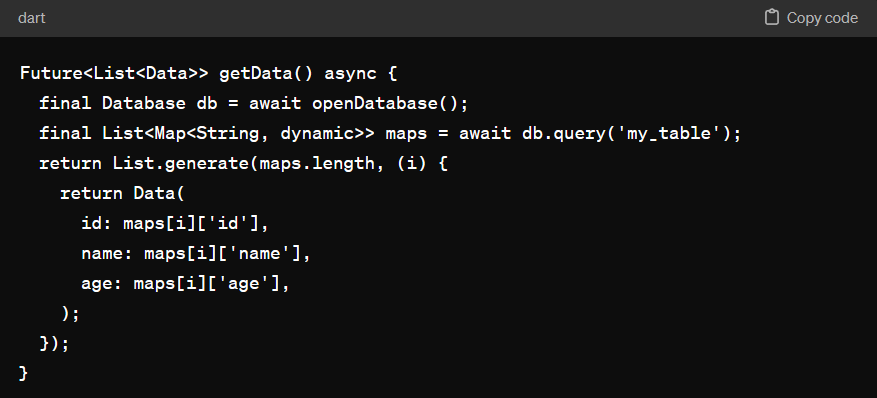 dart
Copy code
Future<List<Data>> getData() async {
  final Database db = await openDatabase();
  final List<Map<String, dynamic>> maps = await db.query('my_table');
  return List.generate(maps.length, (i) {
    return Data(
      id: maps[i]['id'],
      name: maps[i]['name'],
      age: maps[i]['age'],
    );
  });
}